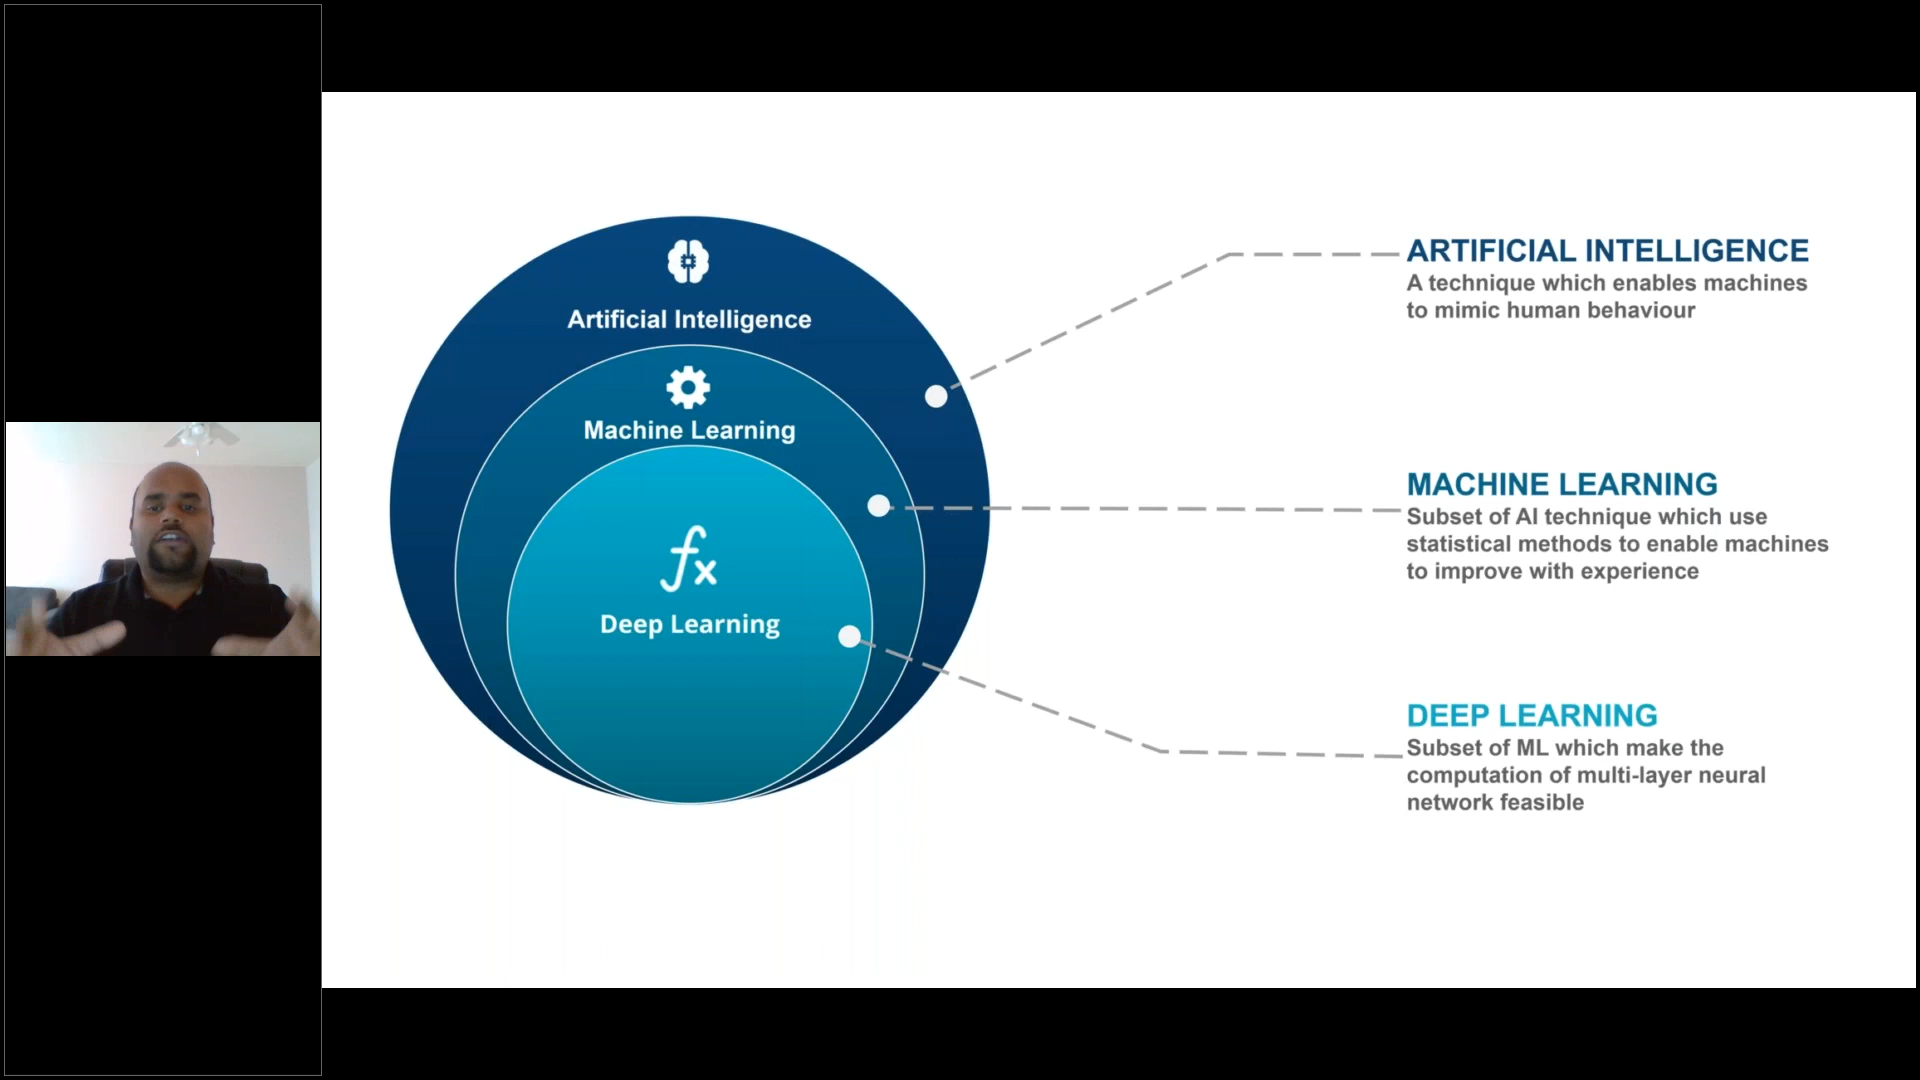 Artificial Intelligence
Machine Learning
fx
Deep Learning
ARTIFICIAL INTELLIGENCE
A technique which enables machines
to mimic human behaviour
MACHINE LEARNING
Subset of AI technique which use
statistical methods to enable machines
to improve with experience
DEEP LEARNING
Subset of ML which make the
computation of multi-layer neural
network feasible